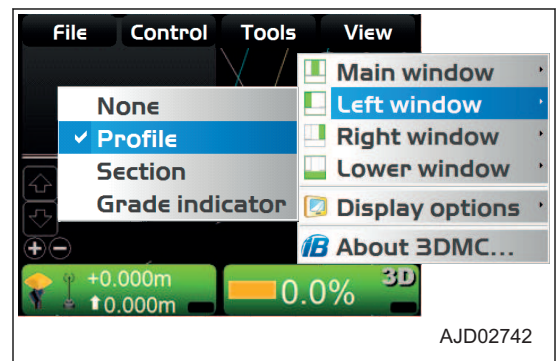 File Control Tools View
Main window
Left window
Right window
Lower window
Display options
iB About 3DMC...
None
Profile
Section
Grade indicator
+0.000m
0.000m
0.0%
3D
AJD02742